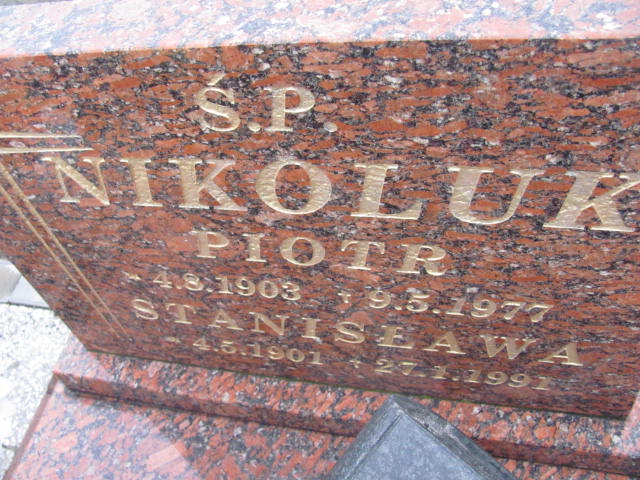 Ś.P.
NIKOLUK
PIOTR
* 4.8.1903 † 9.5.1977
STANISŁAWA
* 4.5.1901 † 27.1.1991